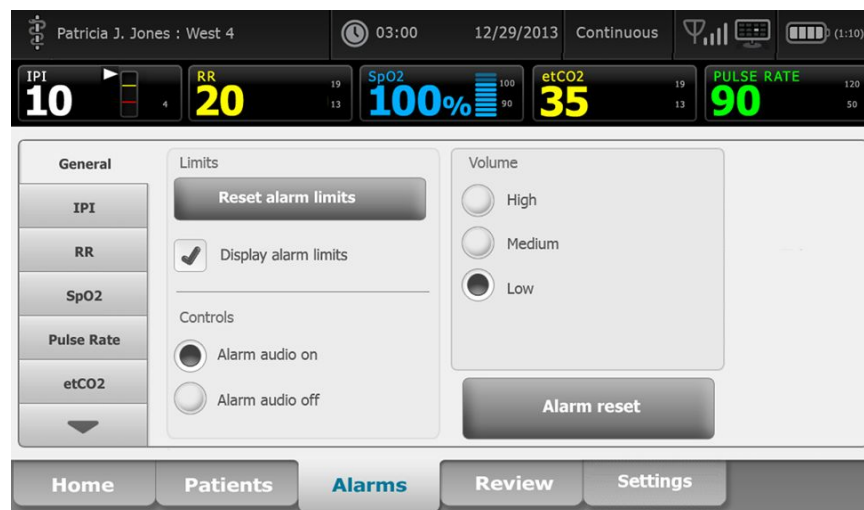 Patricia J. Jones : West 4 03:00 12/29/2013 Continuous (1:10)
IPI RR SpO2 etCO2 PULSE RATE
10 4 20 19 13 100% 100 90 35 19 13 90 120 50
General
IPI
RR
SpO2
Pulse Rate
etCO2
Limits
Reset alarm limits
Display alarm limits
Controls
Alarm audio on
Alarm audio off
Volume
High
Medium
Low
Alarm reset
Home Patients Alarms Review Settings